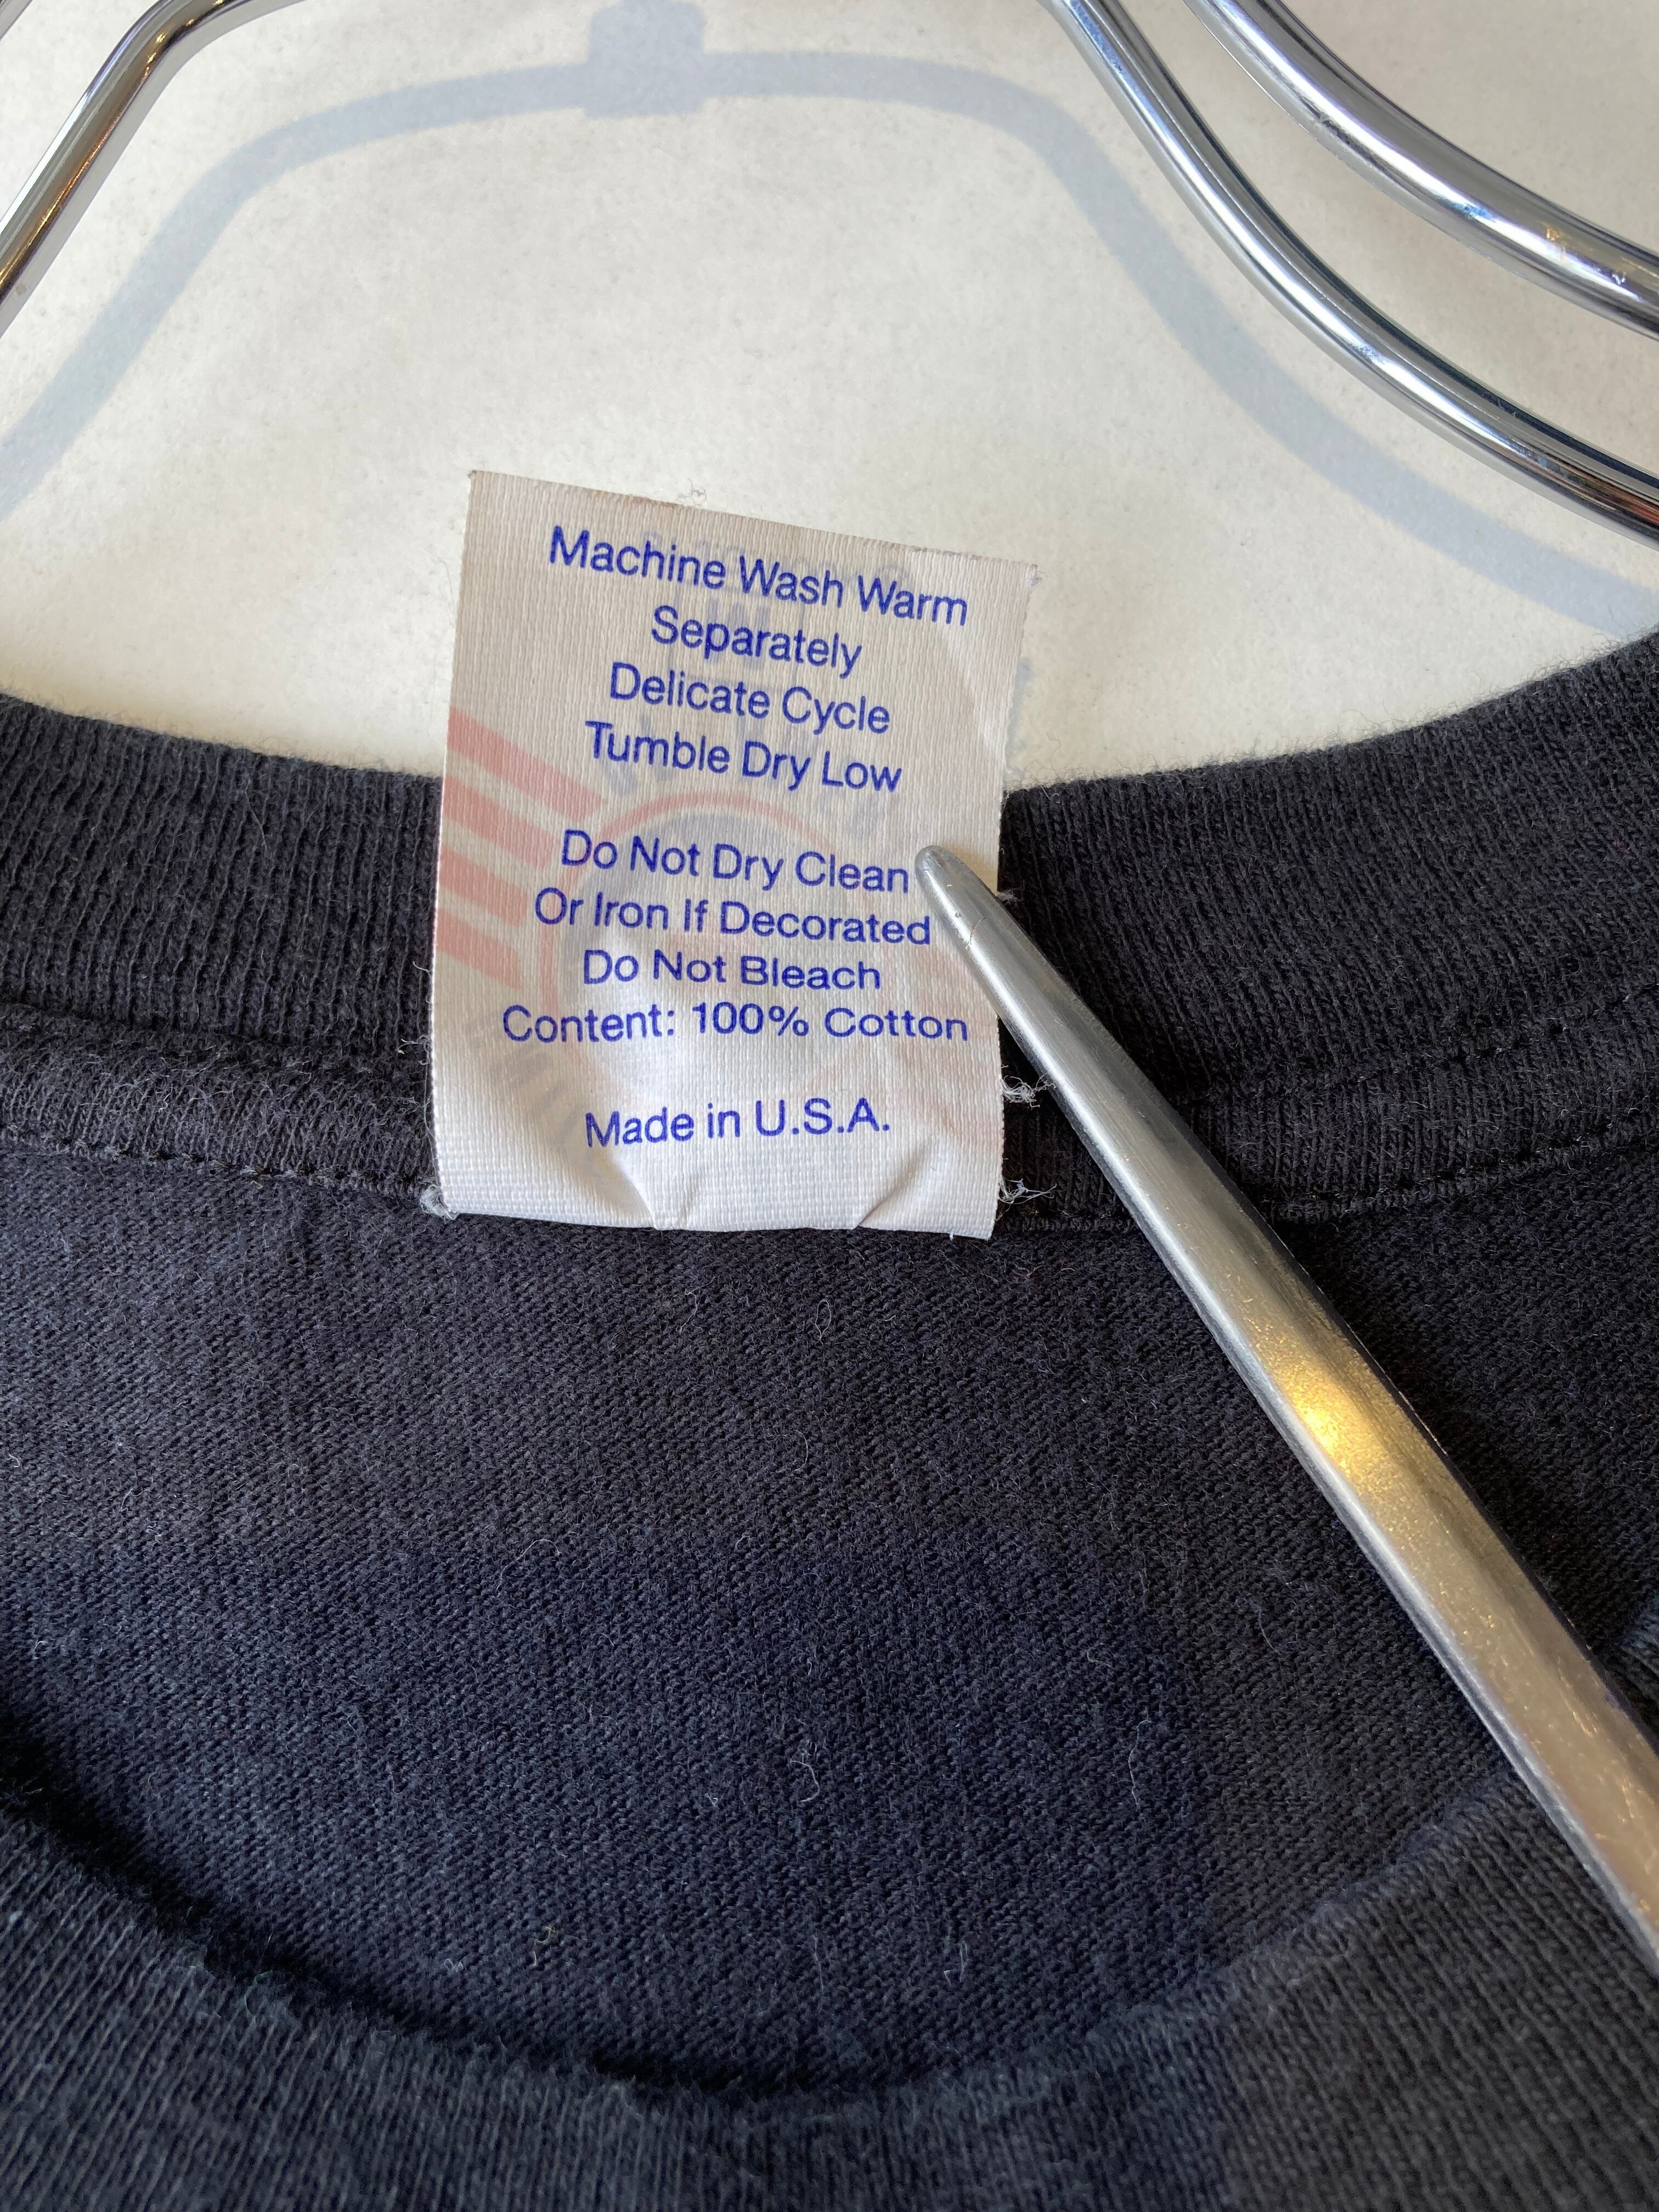 Machine Wash Warm
Separately
Delicate Cycle
Tumble Dry Low
Do Not Dry Clean
Or Iron If Decorated
Do Not Bleach
Content: 100% Cotton
Made in U.S.A.